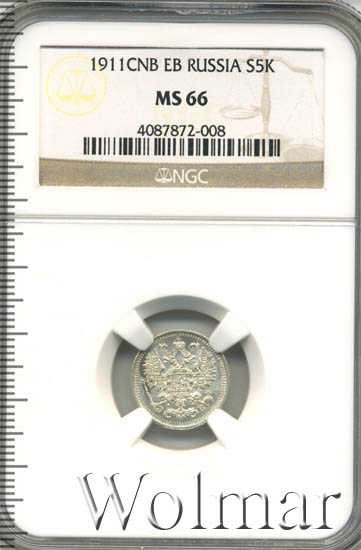 1911CNB EB RUSSIA S5K
MS 66
4087872-008
NGC
Wolmar